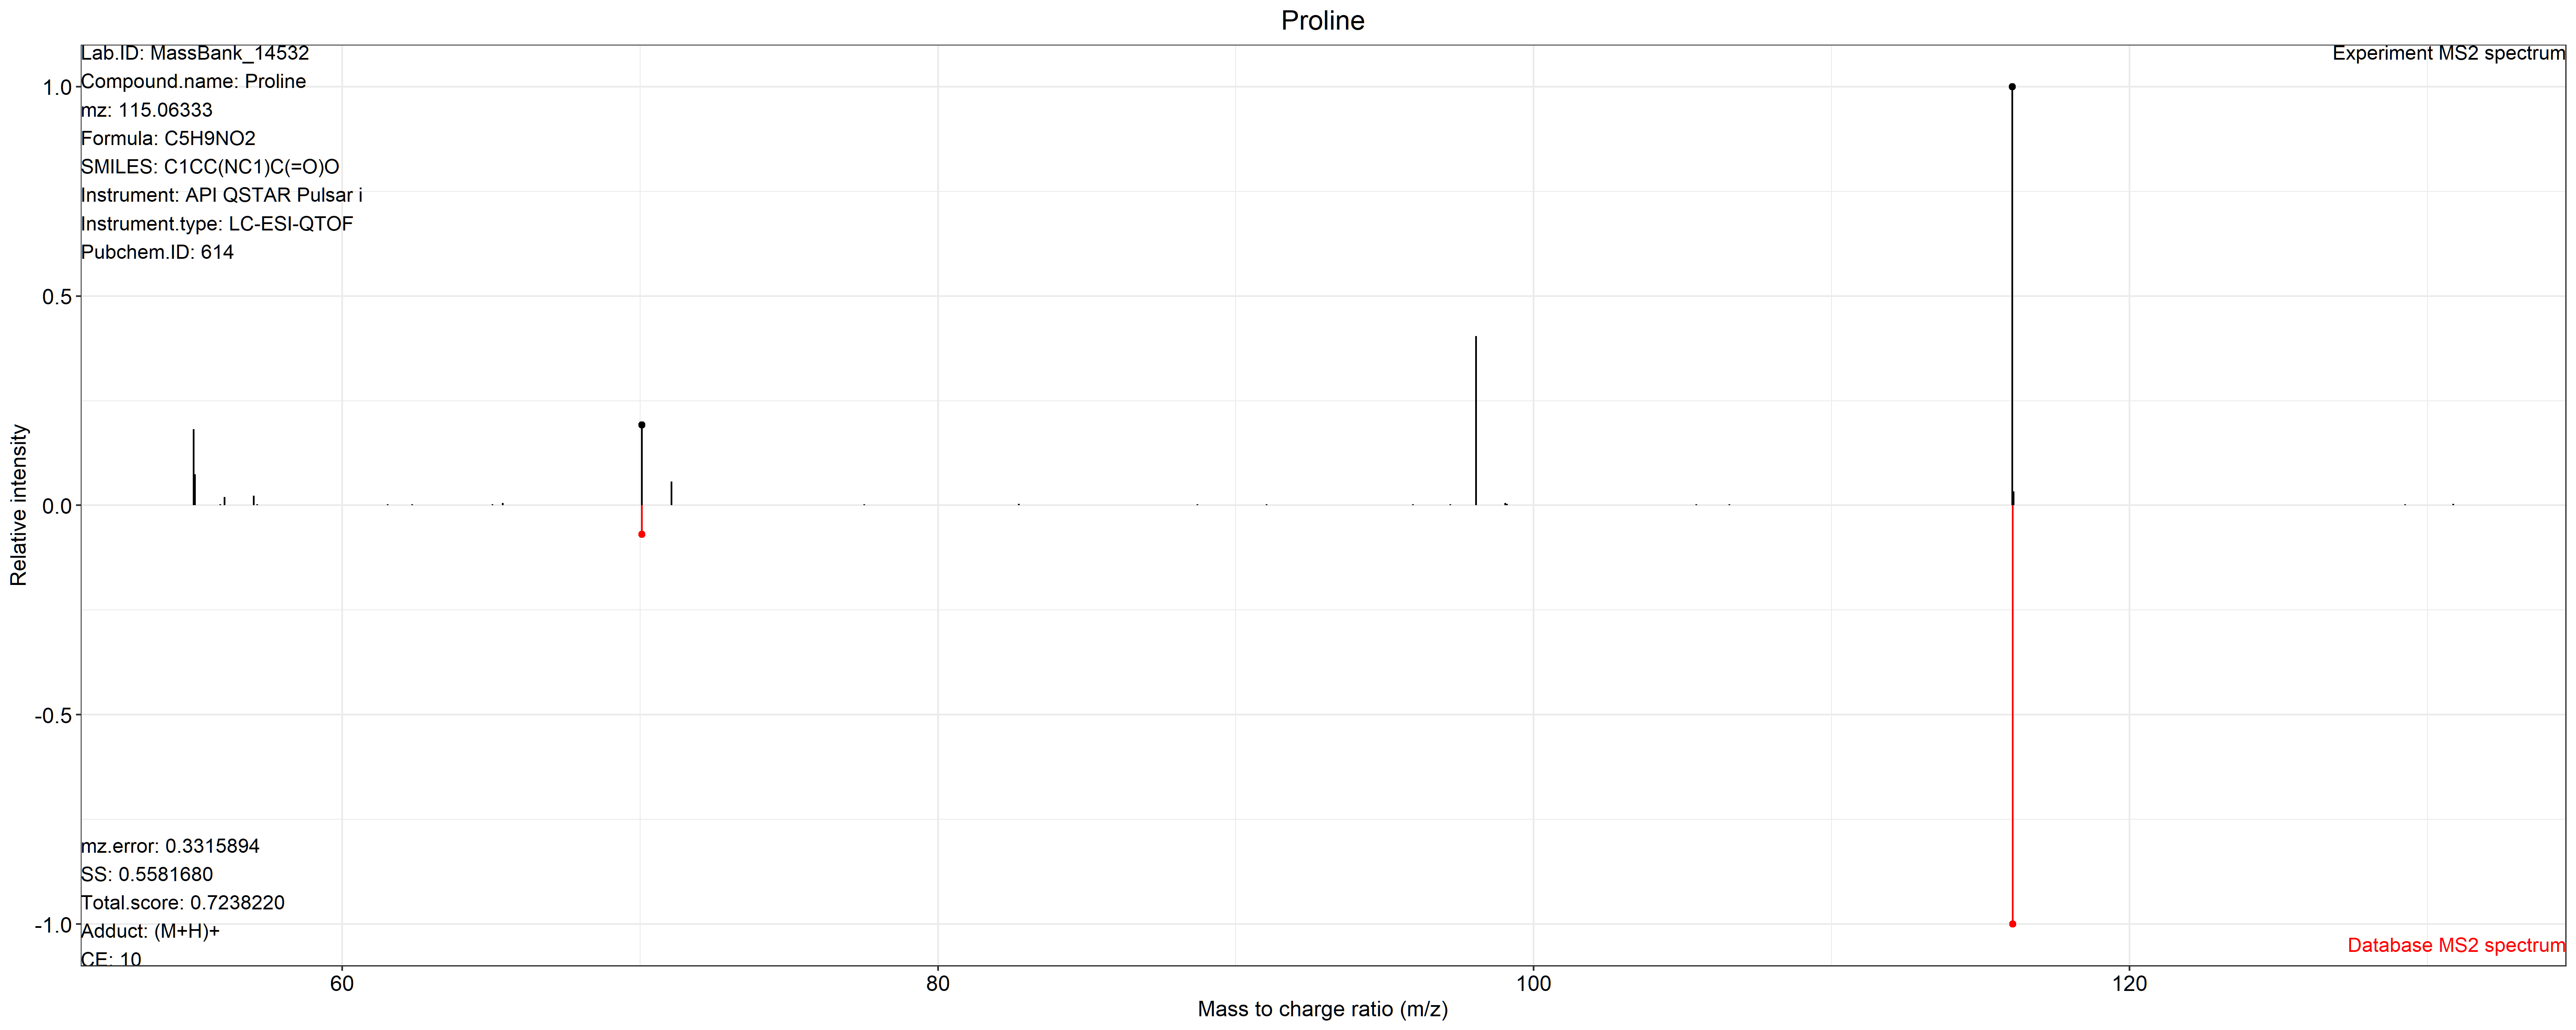 Proline
Lab.ID: MassBank_14532
Experiment MS2 spectrum
Compound.name: Proline
mz: 115.06333
Formula: C5H9NO2
SMILES: C1CC(NC1)C(=O)O
Instrument: API QSTAR Pulsar i
Instrument.type: LC-ESI-QTOF
Pubchem.ID: 614
1.0
0.5
0.0
-0.5
-1.0
Relative intensity
mz.error: 0.3315894
SS: 0.5581680
Total.score: 0.7238220
Adduct: (M+H)+
CE: 10
Database MS2 spectrum
60
80
100
120
Mass to charge ratio (m/z)